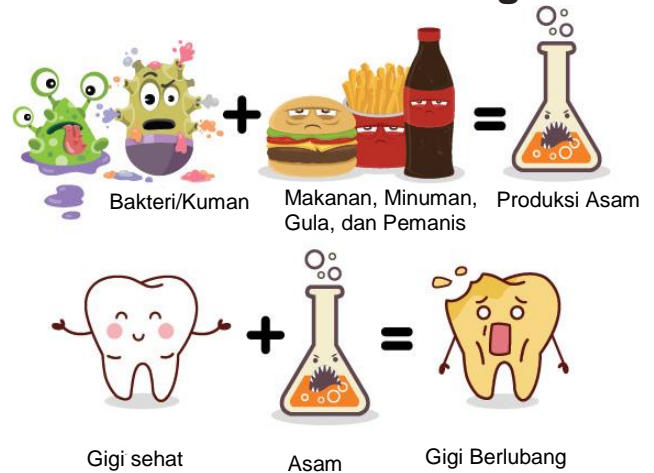 Bakteri/Kuman
Makanan, Minuman,
Gula, dan Pemanis
Produksi Asam
Gigi sehat
Asam
Gigi Berlubang